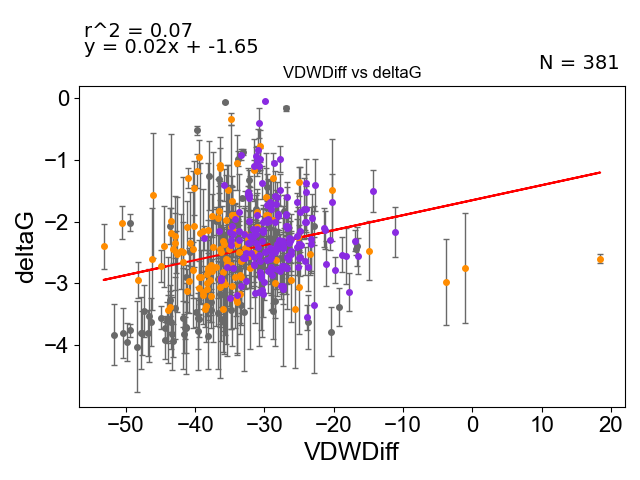 r^2 = 0.07
y = 0.02x + -1.65
N = 381
VDWDiff vs deltaG
0
−1
−2
−3
−4
deltaG
−50 −40 −30 −20 −10 0 10 20
VDWDiff